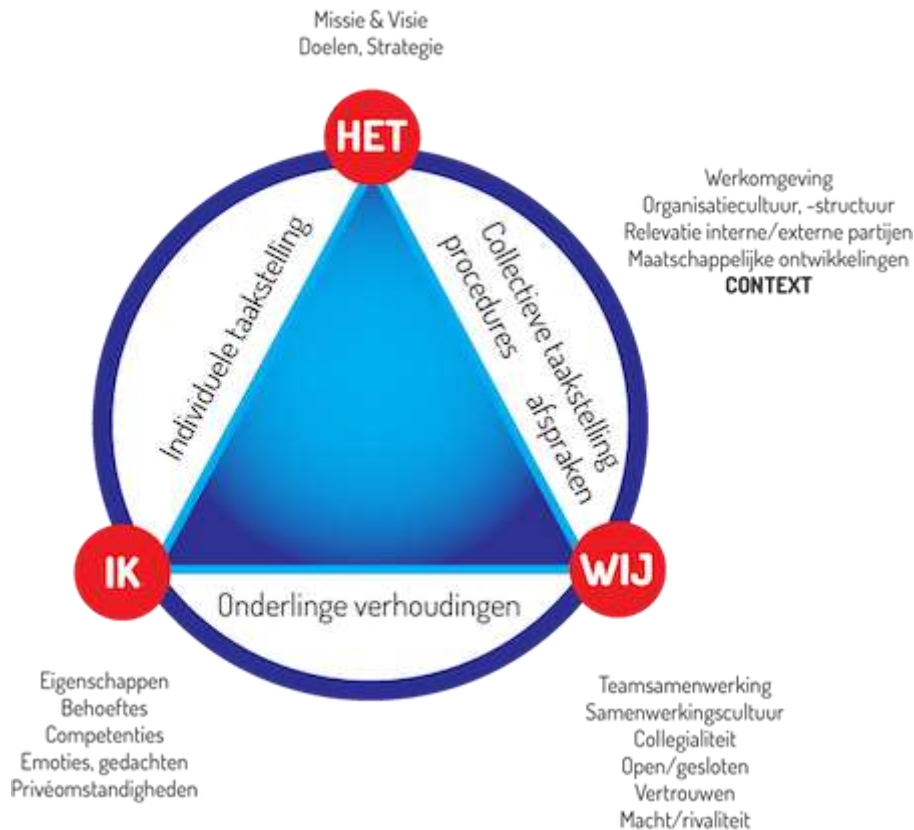 Missie & Visie
Doelen, Strategie
HET
Werkomgeving
Organisatiecultuur, -structuur
Relevatie interne/externe partijen
Maatschappelijke ontwikkelingen
CONTEXT
Individuele taakstelling
Collectieve taakstelling
procedures afspraken
IK
WIJ
Onderlinge verhoudingen
Eigenschappen
Behoeftes
Competenties
Emoties, gedachten
Privéomstandigheden
Teamsamenwerking
Samenwerkingscultuur
Collegialiteit
Open/gesloten
Vertrouwen
Macht/rivaliteit